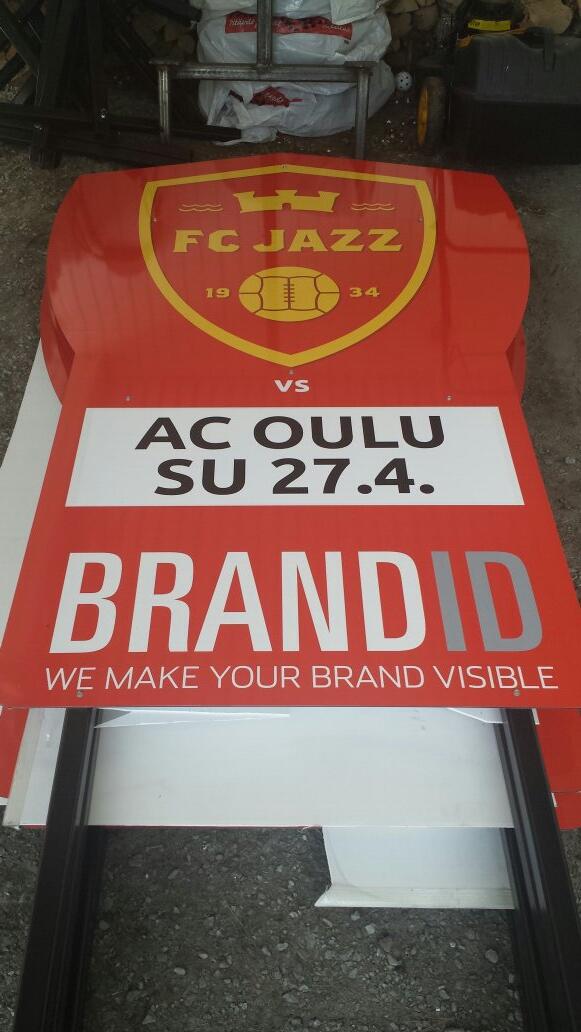 FC JAZZ
19 34
VS
AC OULU
SU 27.4.
BRANDID
WE MAKE YOUR BRAND VISIBLE